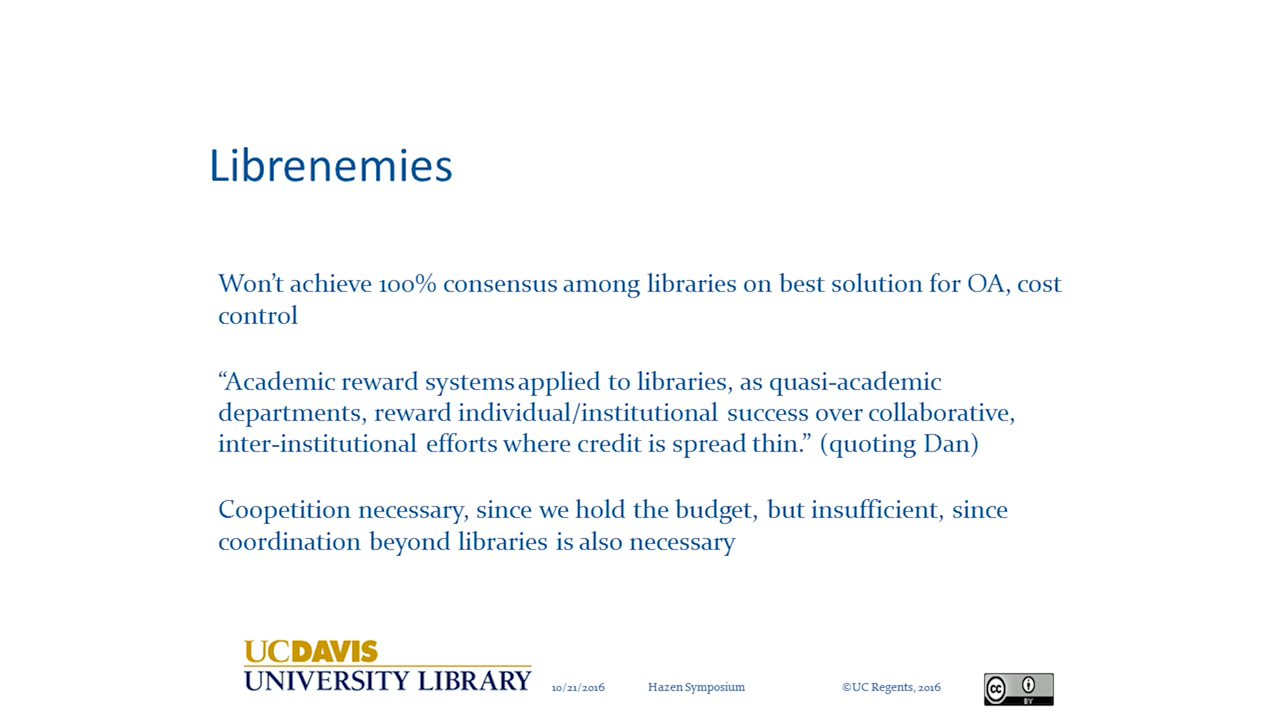 Librenemies
Won’t achieve 100% consensus among libraries on best solution for OA, cost
control
“Academic reward systems applied to libraries, as quasi-academic
departments, reward individual/institutional success over collaborative,
inter-institutional efforts where credit is spread thin.” (quoting Dan)
Coopetition necessary, since we hold the budget, but insufficient, since
coordination beyond libraries is also necessary
UCDAVIS
UNIVERSITY LIBRARY
10/21/2016 Hazen Symposium ©UC Regents, 2016
cc BY